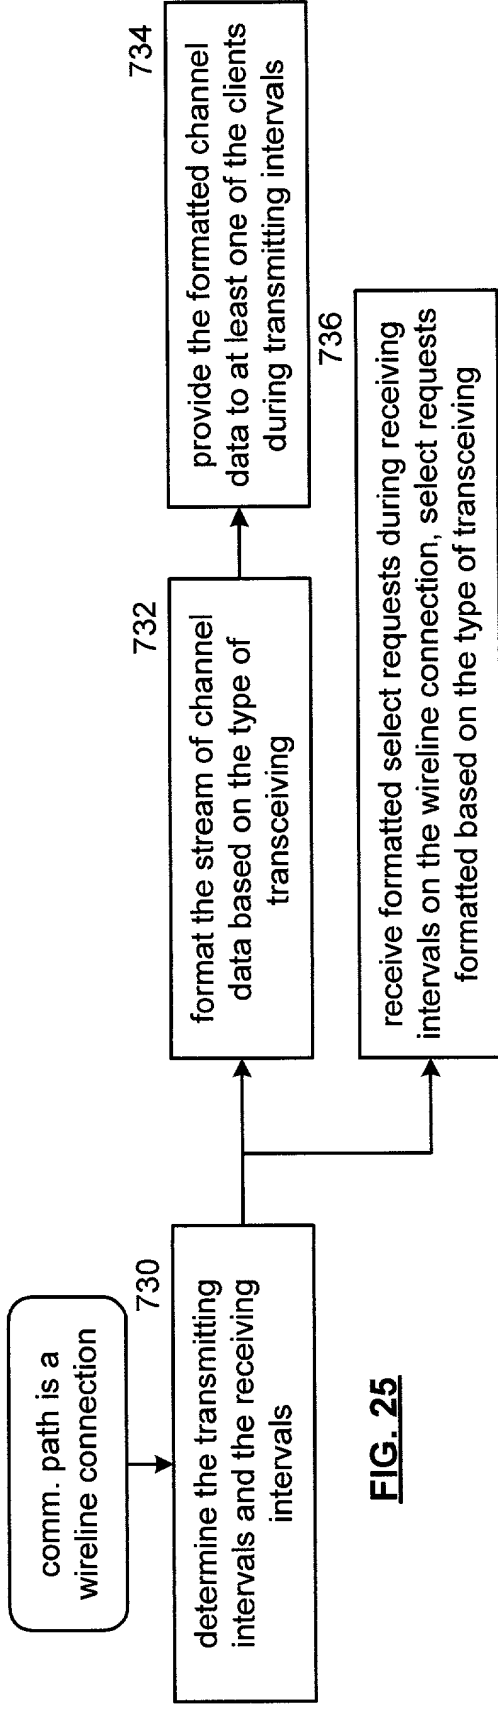 comm. path is a
wireline connection
730
determine the transmitting
intervals and the receiving
intervals
732
format the stream of channel
data based on the type of
transceiving
734
provide the formatted channel
data to at least one of the clients
during transmitting intervals
736
receive formatted select requests during receiving
intervals on the wireline connection, select requests
formatted based on the type of transceiving
FIG. 25